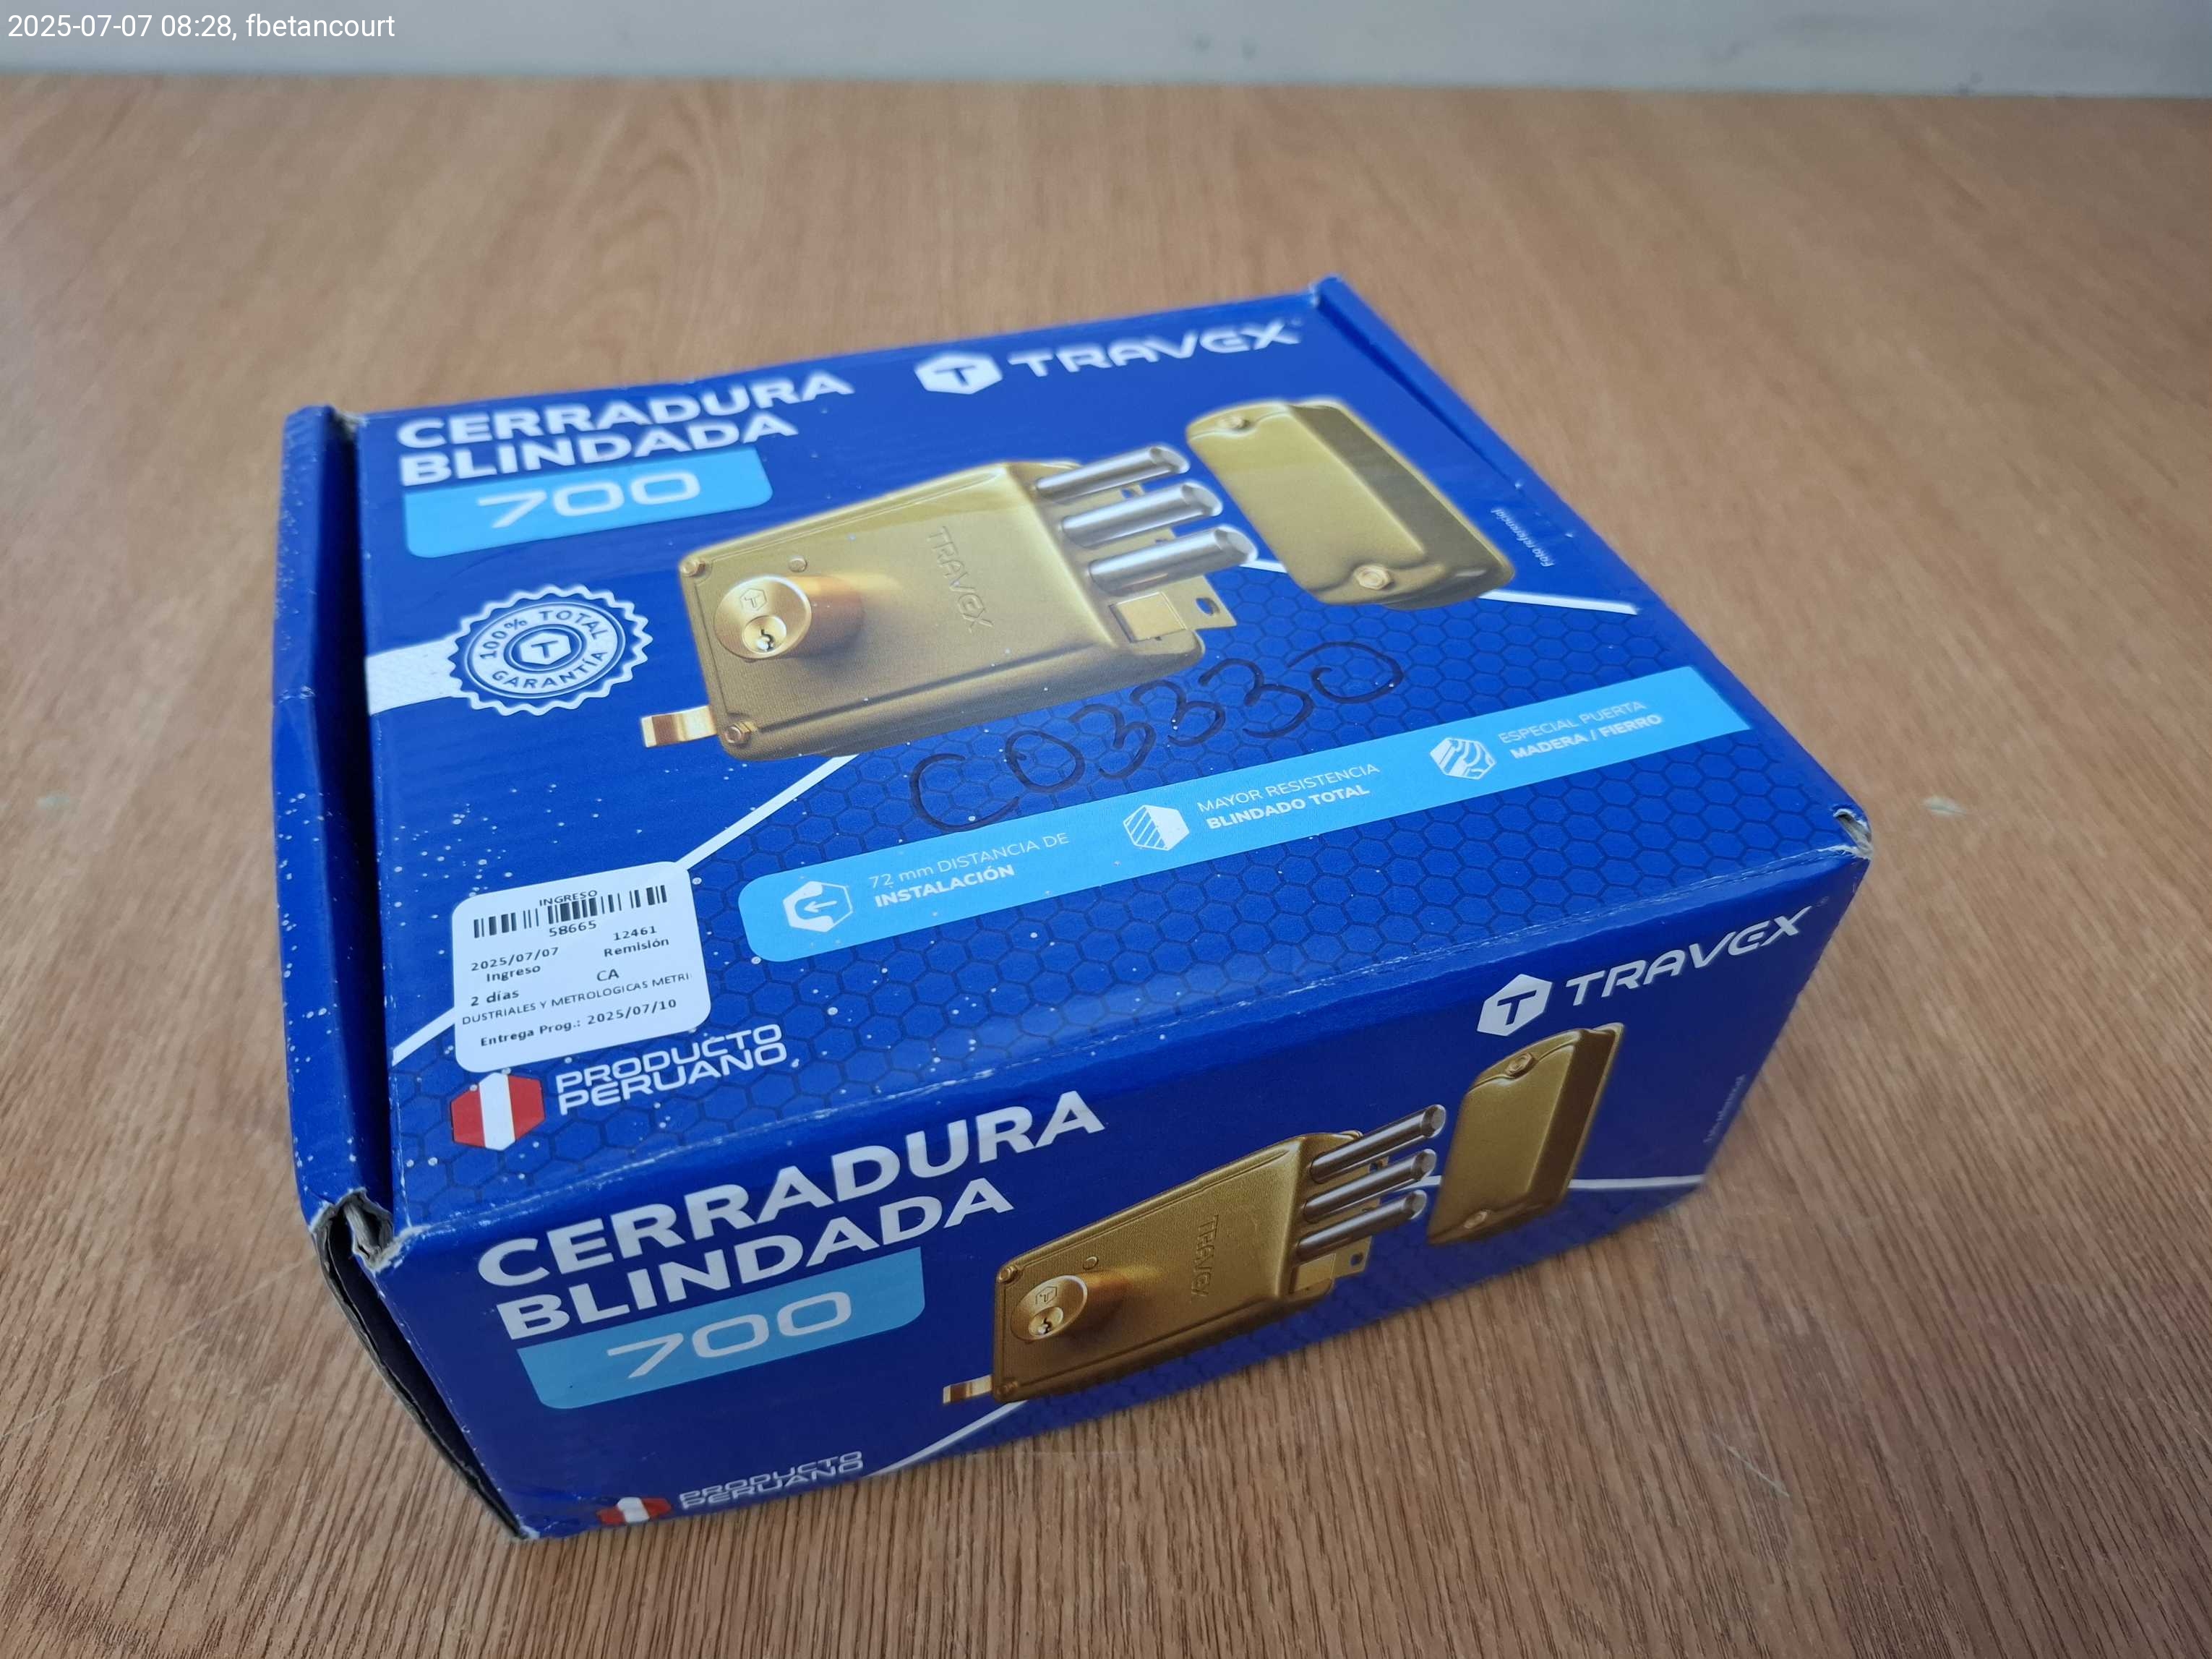 2025-07-07 08:28, fbetancourt
CERRADURA
BLINDADA
700
TRAVEX
TRAVEX
Foto referencial
100% TOTAL
GARANTÍA
C03330
72 mm DISTANCIA DE
INSTALACIÓN
MAYOR RESISTENCIA
BLINDADO TOTAL
ESPECIAL PUERTA
MADERA / FIERRO
INGRESO
58665
2025/07/07
Ingreso
12461
Remisión
2 días
CA
DUSTRIALES Y METROLOGICAS METRI
Entrega Prog.: 2025/07/10
PRODUCTO
PERUANO
TRAVEX
CERRADURA
BLINDADA
700
TRAVEX
PRODUCTO
PERUANO